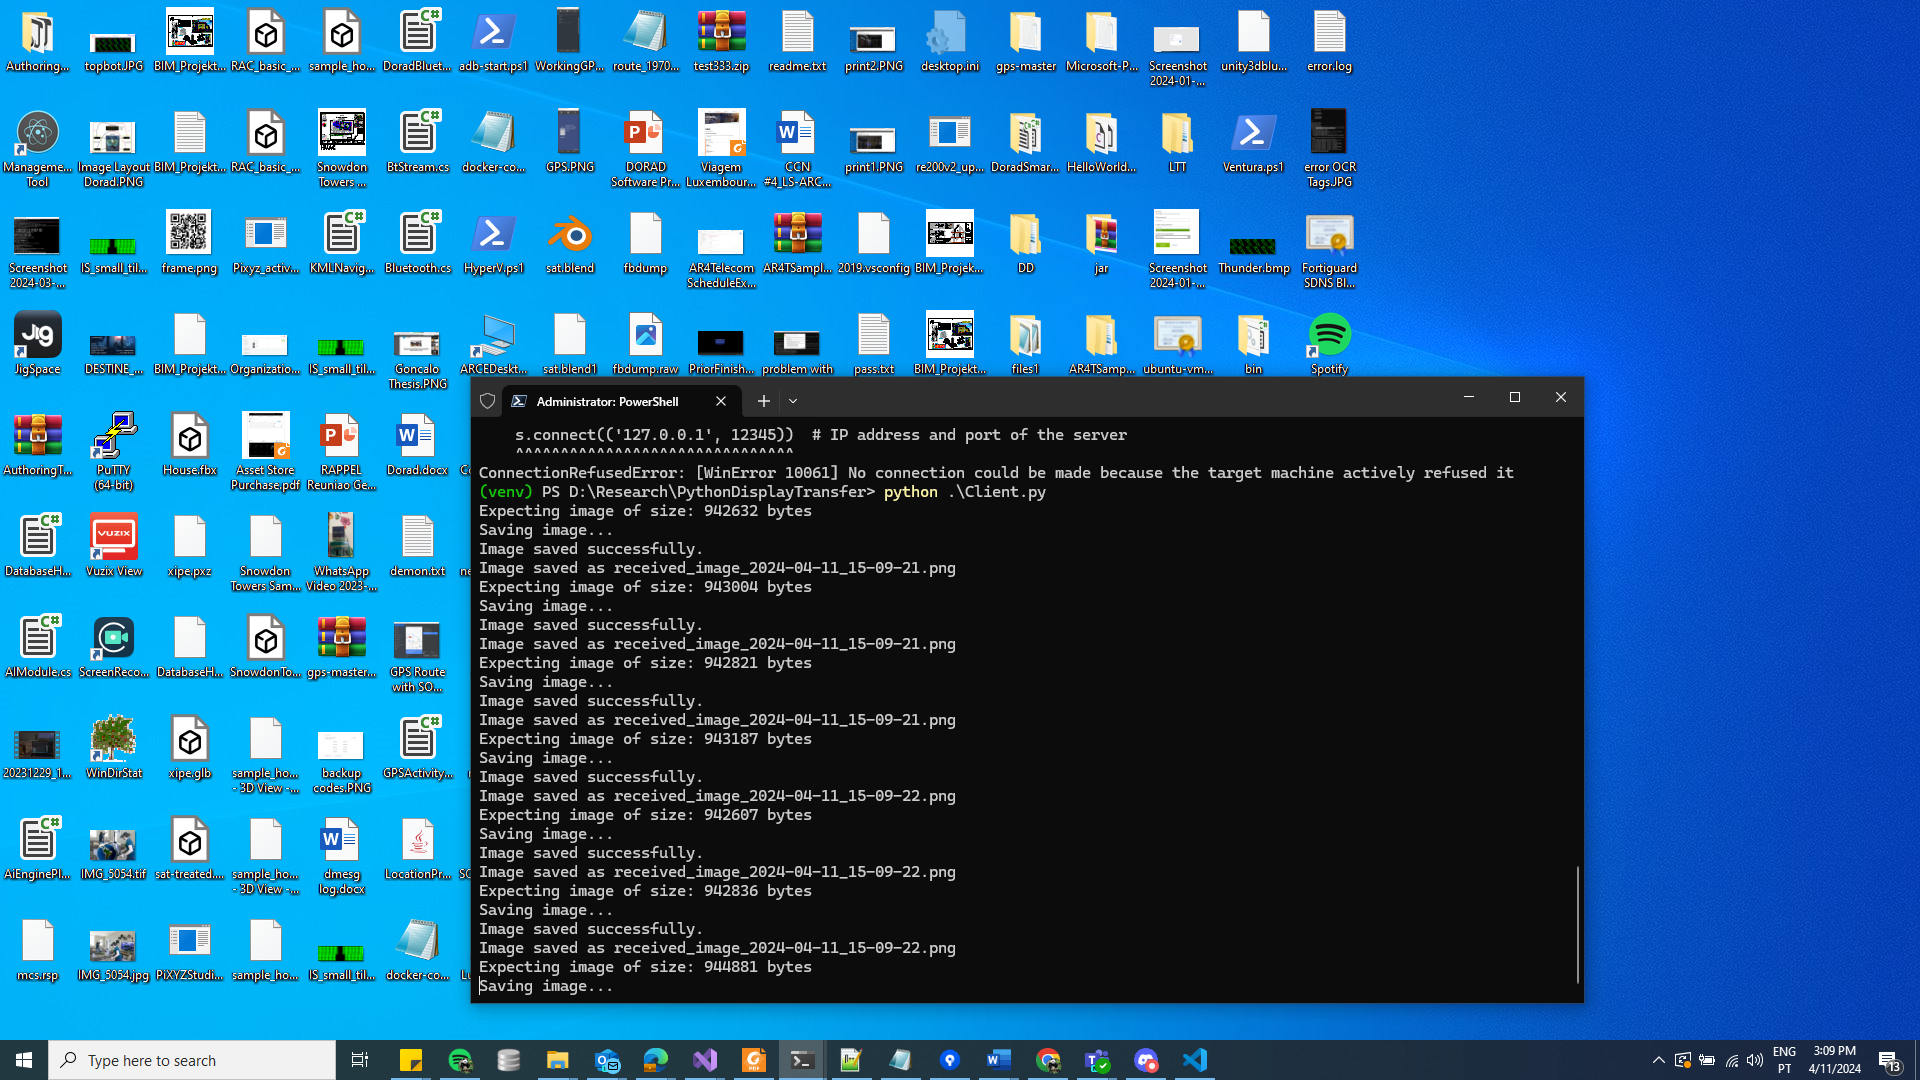 Authoring...
topbot.JPG
BIM_Projekt...
RAC_basic_...
sample_ho...
DoradBluet...
adb-start.ps1
WorkingGP...
route_1970...
test333.zip
readme.txt
print2.PNG
desktop.ini
gps-master
Microsoft-P...
Screenshot
2024-01-...
unity3dblu...
error.log
Manageme...
Tool
Image Layout
Dorad.PNG
BIM_Projekt...
RAC_basic_...
Snowdon
Towers ...
BtStream.cs
docker-co...
GPS.PNG
DORAD
Software Pr...
Viagem
Luxembour...
CCN
#4_LS-ARC...
print1.PNG
re200v2_up...
DoradSmar...
HelloWorld...
LTT
Ventura.ps1
error OCR
Tags.JPG
Screenshot
2024-03-...
IS_small_til...
frame.png
Pixyz_activ...
KMLNavig...
Bluetooth.cs
HyperV.ps1
sat.blend
fbdump
AR4Telecom
ScheduleEx...
AR4TSampl...
2019.vsconfig
BIM_Projek...
DD
jar
Screenshot
2024-01-...
Thunder.bmp
Fortiguard
SDNS Bl...
JigSpace
DESTINE_...
BIM_Projekt...
Organizatio...
IS_small_til...
Goncalo
Thesis.PNG
ARCEDeskt...
sat.blend1
fbdump.raw
PriorFinish...
problem with
pass.txt
BIM_Projekt...
files1
AR4TSamp...
ubuntu-vm...
bin
Spotify
AuthoringT...
PuTTY
(64-bit)
House.fbx
Asset Store
Purchase.pdf
RAPPEL
Reuniao Ge...
Dorad.docx
DatabaseH...
Vuzix View
xipe.pxz
Snowdon
Towers Sam...
WhatsApp
Video 2023-...
demon.txt
AIModule.cs
ScreenReco...
DatabaseH...
SnowdonTo...
gps-master...
GPS Route
with SO...
20231229_1...
WinDirStat
xipe.glb
sample_ho...
- 3D View -...
backup
codes.PNG
GPSActivity...
AiEnginePl...
IMG_5054.tif
sat-treated....
sample_ho...
- 3D View -...
dmesg
log.docx
LocationPr...
mcs.rsp
IMG_5054.jpg
PiXYZStudi...
sample_ho...
IS_small_til...
docker-co...
Administrator: PowerShell
s.connect(('127.0.0.1', 12345))  # IP address and port of the server
^^^^^^^^^^^^^^^^^^^^^^^^^^^^^^^
ConnectionRefusedError: [WinError 10061] No connection could be made because the target machine actively refused it
(venv) PS D:\Research\PythonDisplayTransfer> python .\Client.py
Expecting image of size: 942632 bytes
Saving image...
Image saved successfully.
Image saved as received_image_2024-04-11_15-09-21.png
Expecting image of size: 943004 bytes
Saving image...
Image saved successfully.
Image saved as received_image_2024-04-11_15-09-21.png
Expecting image of size: 942821 bytes
Saving image...
Image saved successfully.
Image saved as received_image_2024-04-11_15-09-21.png
Expecting image of size: 943187 bytes
Saving image...
Image saved successfully.
Image saved as received_image_2024-04-11_15-09-22.png
Expecting image of size: 942607 bytes
Saving image...
Image saved successfully.
Image saved as received_image_2024-04-11_15-09-22.png
Expecting image of size: 942836 bytes
Saving image...
Image saved successfully.
Image saved as received_image_2024-04-11_15-09-22.png
Expecting image of size: 944881 bytes
Saving image...
Type here to search
ENG
PT
3:09 PM
4/11/2024
13